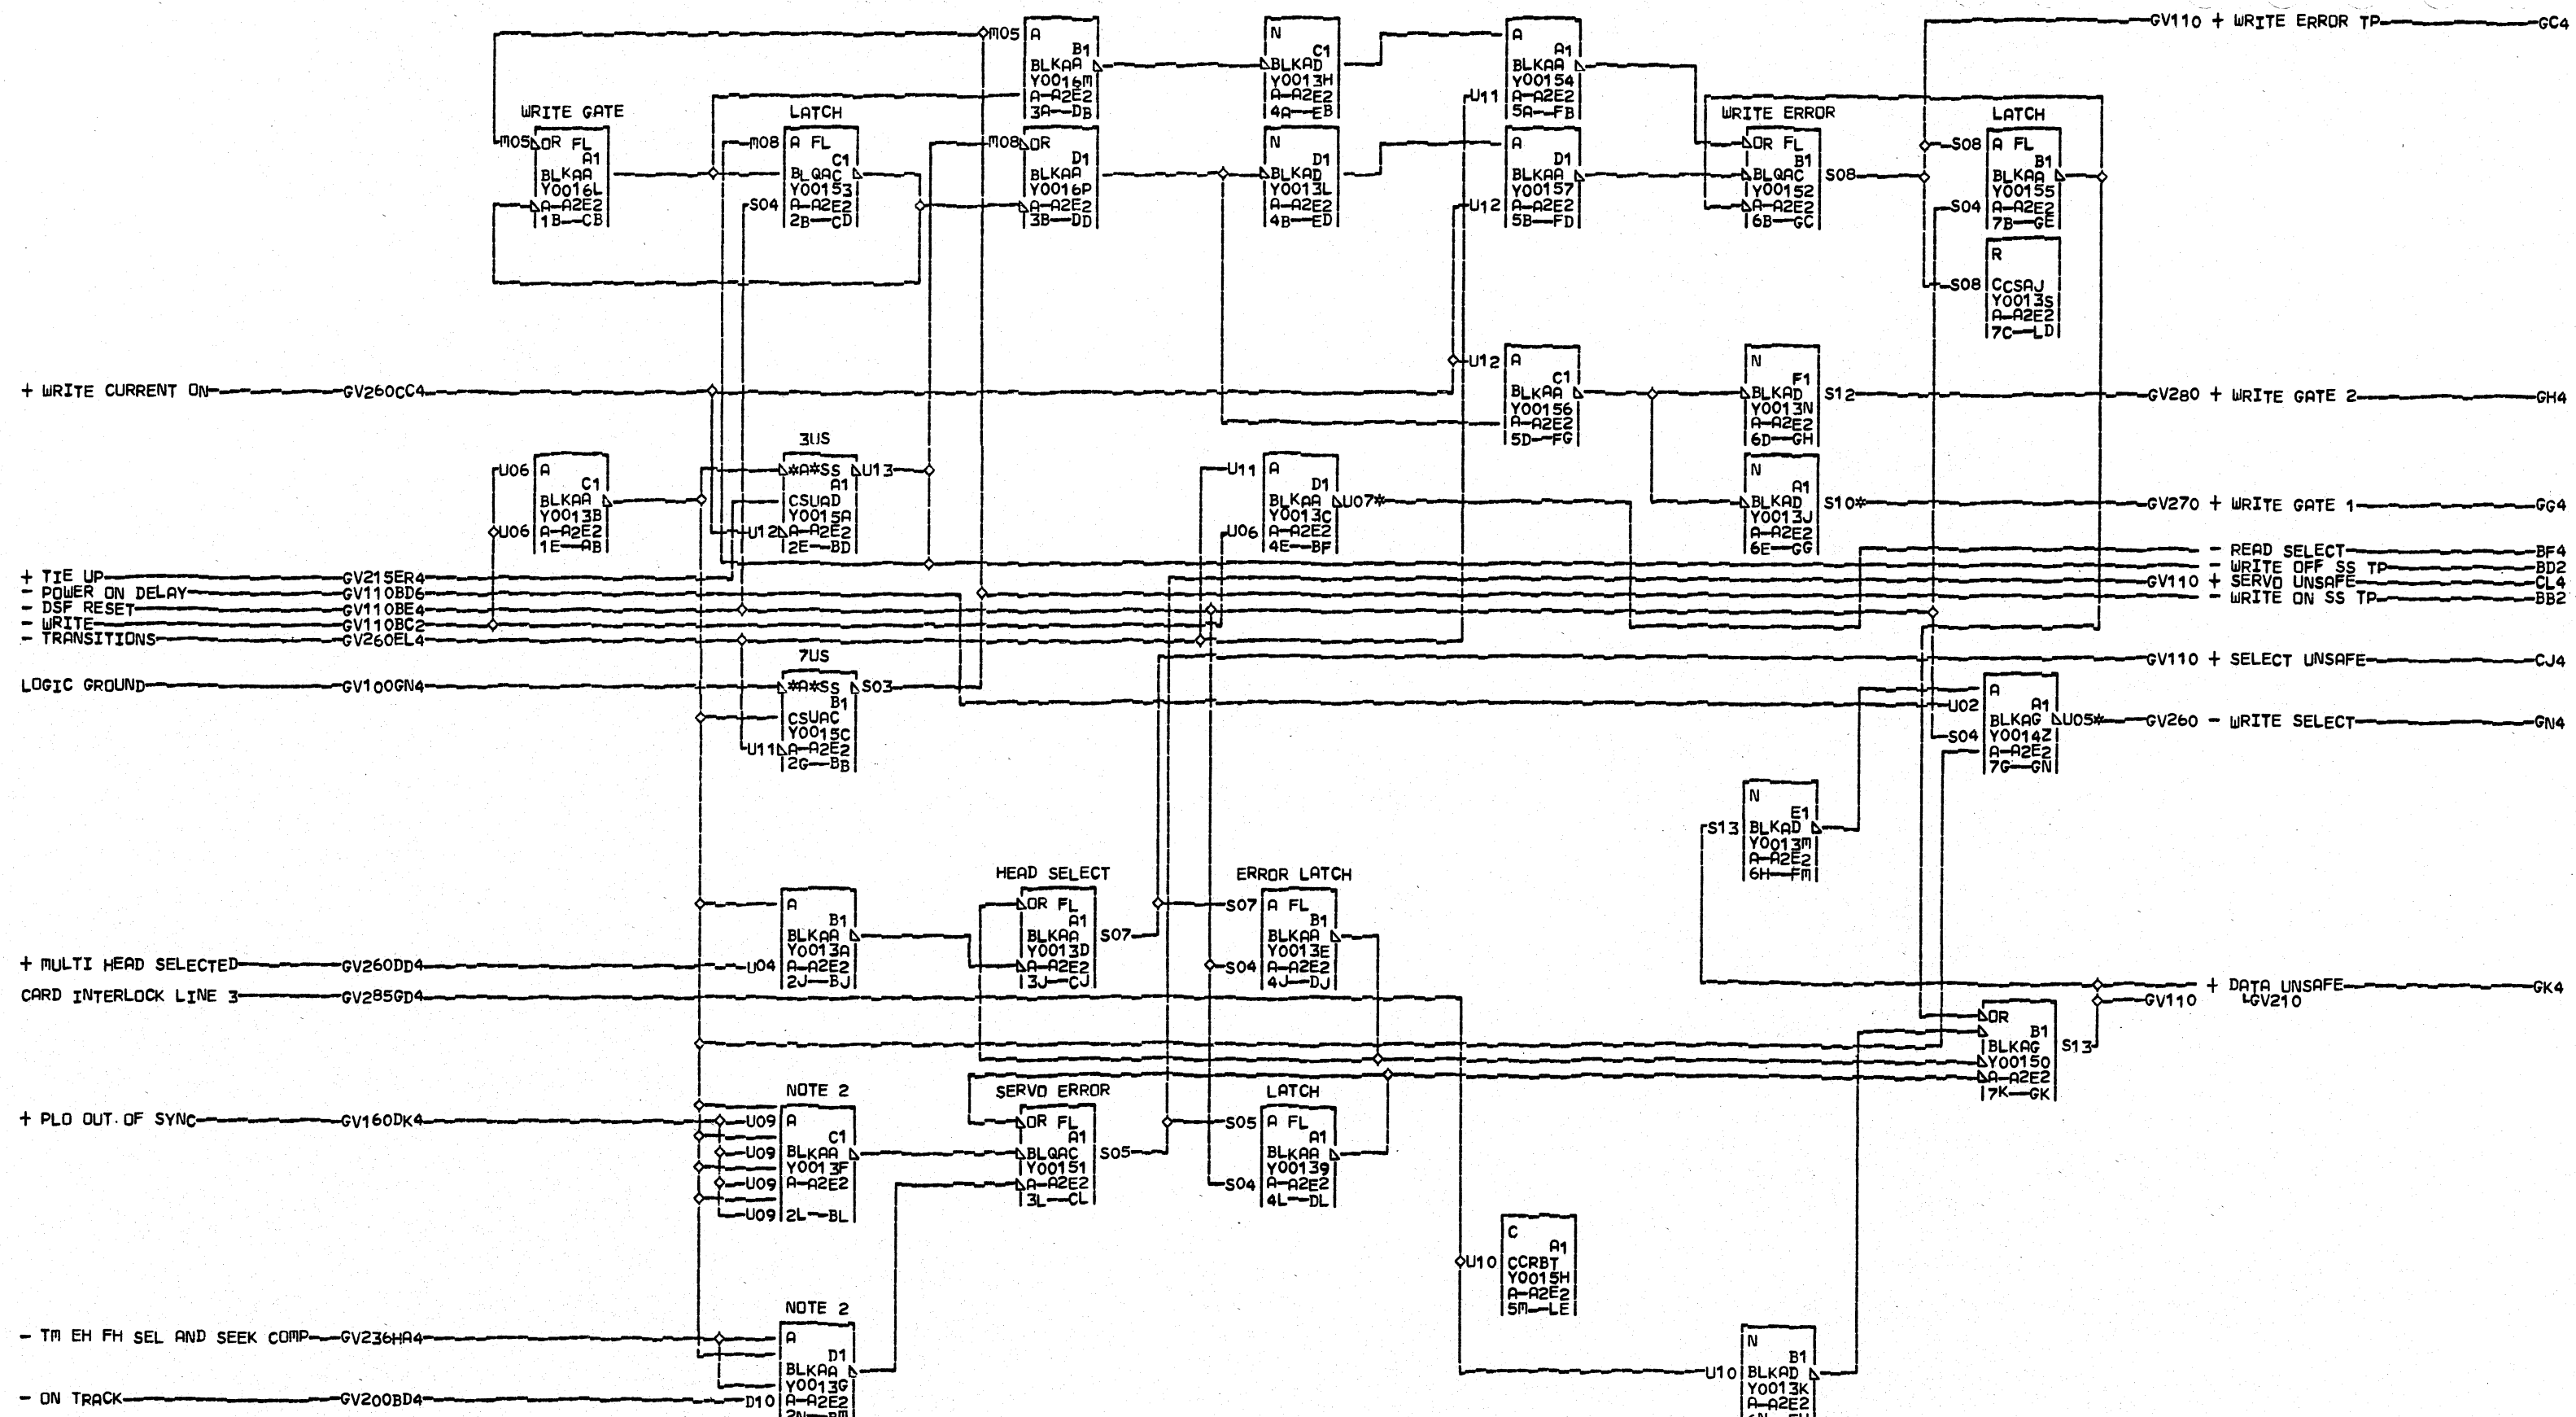 GV110 + WRITE ERROR TP GC4
M05 A
B1
BLKAA
Y0016M
A-A2E2
3A-DB
N
C1
BLKAD
Y0013H
A-A2E2
4A-EB
A
A1
BLKAA
Y00154
U11 A-A2E2
5A-FB
WRITE GATE
M05 OR FL
A1
BLKAA
Y0016L
A-A2E2
1B-CB
LATCH
M08 A FL
C1
BLQAC
Y00153
S04 A-A2E2
2B-CD
M08 OR
D1
BLKAA
Y0016P
A-A2E2
3B-DD
N
D1
BLKAD
Y0013L
A-A2E2
4B-ED
A
D1
BLKAA
Y00157
U12 A-A2E2
5B-FD
WRITE ERROR
OR FL
B1
BLQAC S08
Y00152
A-A2E2
6B-GC
LATCH
S08 A FL
B1
BLKAA
Y00155
S04 A-A2E2
7B-GE
R
S08 CCSAJ
Y0013S
A-A2E2
7C-LD
+ WRITE CURRENT ON GV260CC4
U12 A
C1
BLKAA
Y00156
A-A2E2
5D-FG
N
F1
BLKAD S12
Y0013N
A-A2E2
6D-GH
GV280 + WRITE GATE 2 GH4
U06 A
C1
BLKAA
Y0013B
U06 A-A2E2
1E-AB
3US
*A*SS U13
A1
CSUAD
Y0015A
U12 A-A2E2
2E-BD
U11 A
D1
BLKAA U07*
Y0013C
U06 A-A2E2
4E-BF
N
A1
BLKAD S10*
Y0013J
A-A2E2
6E-GG
GV270 + WRITE GATE 1 GG4
- READ SELECT BF4
- WRITE OFF SS TP BD2
GV110 + SERVO UNSAFE CL4
- WRITE ON SS TP BB2
+ TIE UP GV215ER4
- POWER ON DELAY GV110BD6
- DSF RESET GV110BE4
- WRITE GV110BC2
- TRANSITIONS GV260EL4
GV110 + SELECT UNSAFE CJ4
LOGIC GROUND GV100GN4
7US
*A*SS S03
B1
CSUAC
Y0015C
U11 A-A2E2
2G-BB
A
U02 A1
BLKAG U05*
S04 Y0014Z
A-A2E2
7G-GN
GV260 - WRITE SELECT GN4
N
E1
S13 BLKAD
Y0013M
A-A2E2
6H-FM
A
B1
BLKAA
Y0013A
U04 A-A2E2
2J-BJ
HEAD SELECT
OR FL
A1
BLKAA S07
Y0013D
A-A2E2
3J-CJ
ERROR LATCH
S07 A FL
B1
BLKAA
Y0013E
S04 A-A2E2
4J-DJ
+ MULTI HEAD SELECTED GV260DD4
CARD INTERLOCK LINE 3 GV285GD4
+ DATA UNSAFE GK4
GV110 GV210
OR
B1
BLKAG S13
Y00150
A-A2E2
7K-GK
+ PLO OUT OF SYNC GV160DK4
NOTE 2
U09 A
C1
U09 BLKAA
Y0013F
U09 A-A2E2
U09 2L-BL
SERVO ERROR
OR FL
A1
BLQAC S05
Y00151
A-A2E2
3L-CL
LATCH
S05 A FL
A1
BLKAA
Y00139
S04 A-A2E2
4L-DL
C
A1
U10 CCRBT
Y0015H
A-A2E2
5M-LE
- TM EH FH SEL AND SEEK COMP GV236HA4
- ON TRACK GV200BD4
NOTE 2
A
D1
BLKAA
Y0013G
D10 A-A2E2
N
B1
U10 BLKAD
Y0013K
A-A2E2